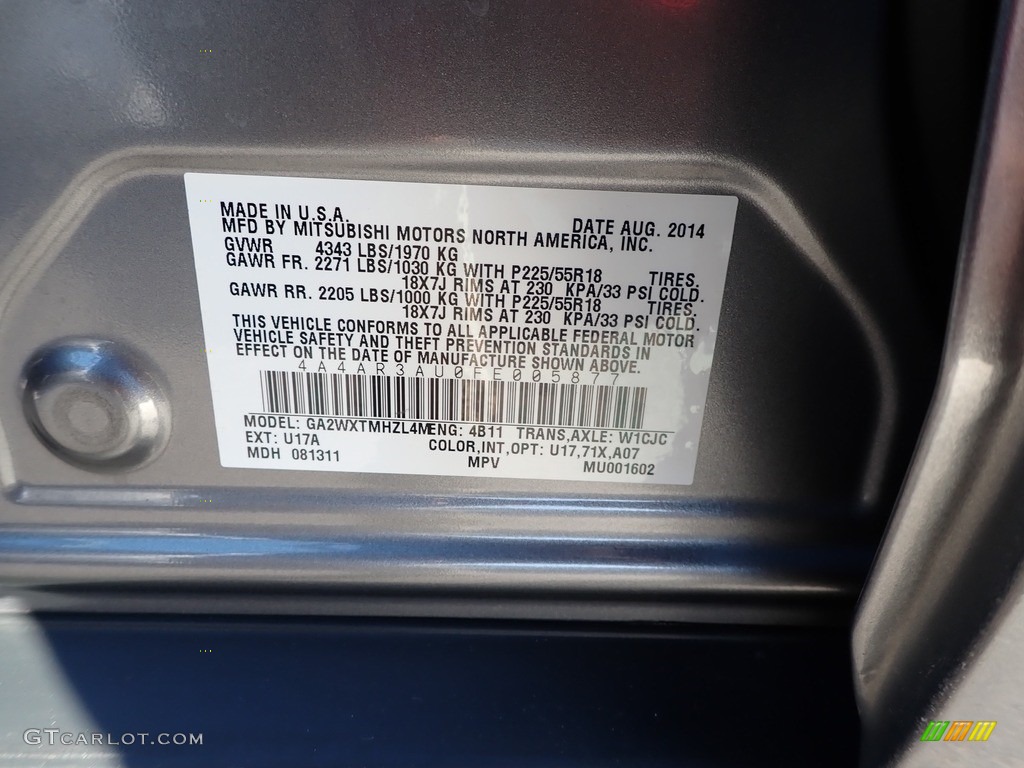 MADE IN U.S.A. DATE AUG. 2014
MFD BY MITSUBISHI MOTORS NORTH AMERICA, INC.
GVWR 4343 LBS/1970 KG
GAWR FR. 2271 LBS/1030 KG WITH P225/55R18 TIRES.
18X7J RIMS AT 230 KPA/33 PSI COLD.
GAWR RR. 2205 LBS/1000 KG WITH P225/55R18 TIRES.
18X7J RIMS AT 230 KPA/33 PSI COLD.
THIS VEHICLE CONFORMS TO ALL APPLICABLE FEDERAL MOTOR
VEHICLE SAFETY AND THEFT PREVENTION STANDARDS IN
EFFECT ON THE DATE OF MANUFACTURE SHOWN ABOVE.
4A4AR3AU0FE005877
MODEL: GA2WXTMHZL4MENG: 4B11 TRANS,AXLE: W1CJC
EXT: U17A COLOR,INT,OPT: U17,71X,A07
MDH 081311 MPV MU001602
GTCARLOT.COM